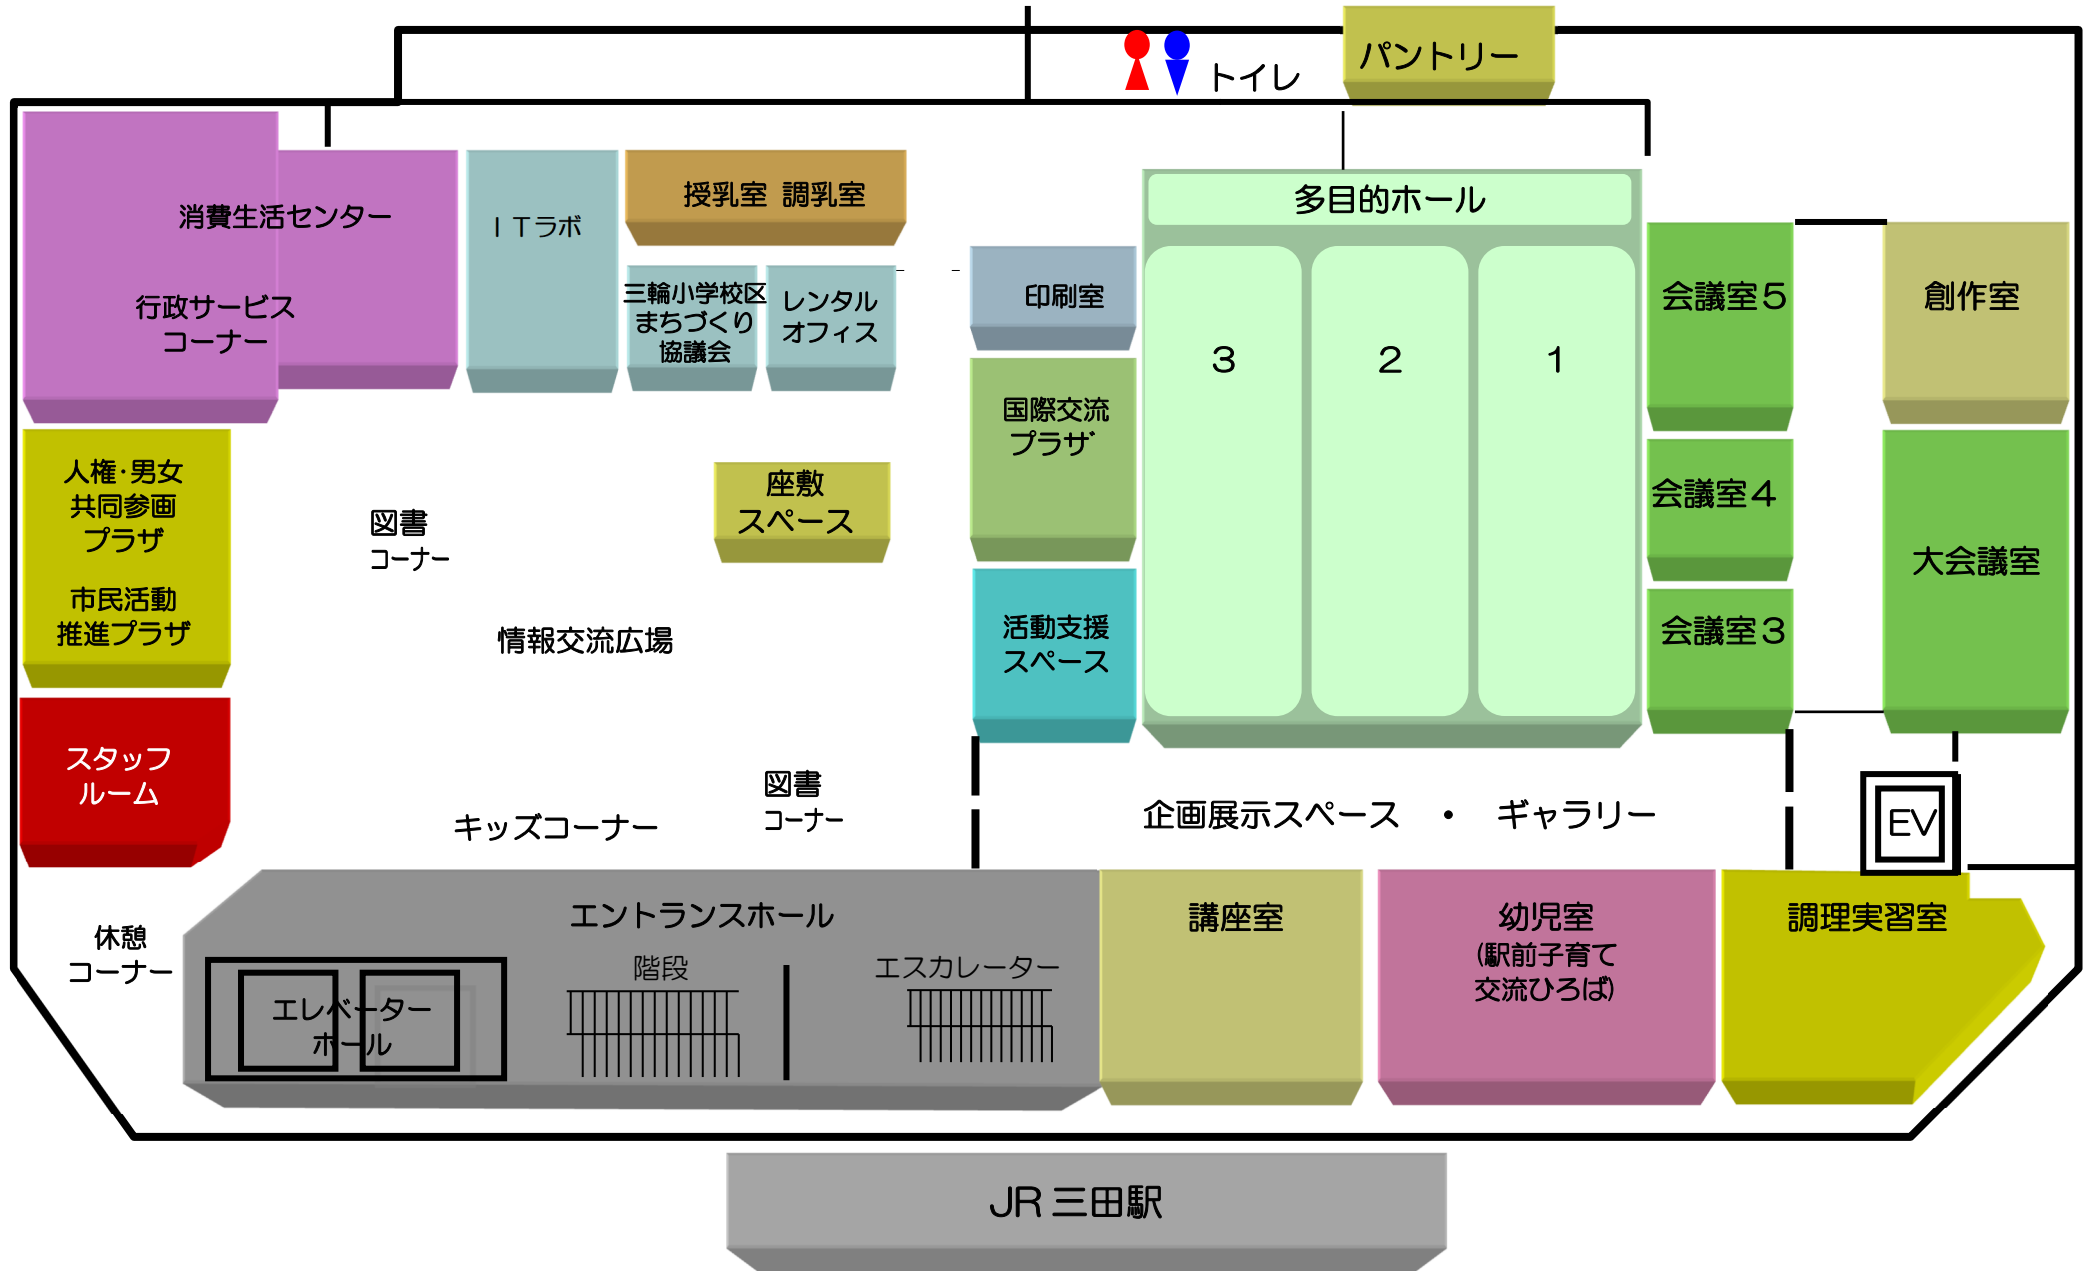 トイレ
パントリー
消費生活センター
行政サービス
コーナー
ITラボ
授乳室 調乳室
三輪小学校区
まちづくり
協議会
レンタル
オフィス
印刷室
国際交流
プラザ
活動支援
スペース
多目的ホール
3
2
1
会議室5
会議室4
会議室3
創作室
大会議室
人権・男女
共同参画
プラザ
市民活動
推進プラザ
図書
コーナー
座敷
スペース
情報交流広場
スタッフ
ルーム
キッズコーナー
図書
コーナー
企画展示スペース ・ ギャラリー
EV
休憩
コーナー
エントランスホール
エレベーター
ホール
階段
エスカレーター
講座室
幼児室
(駅前子育て
交流ひろば)
調理実習室
JR三田駅